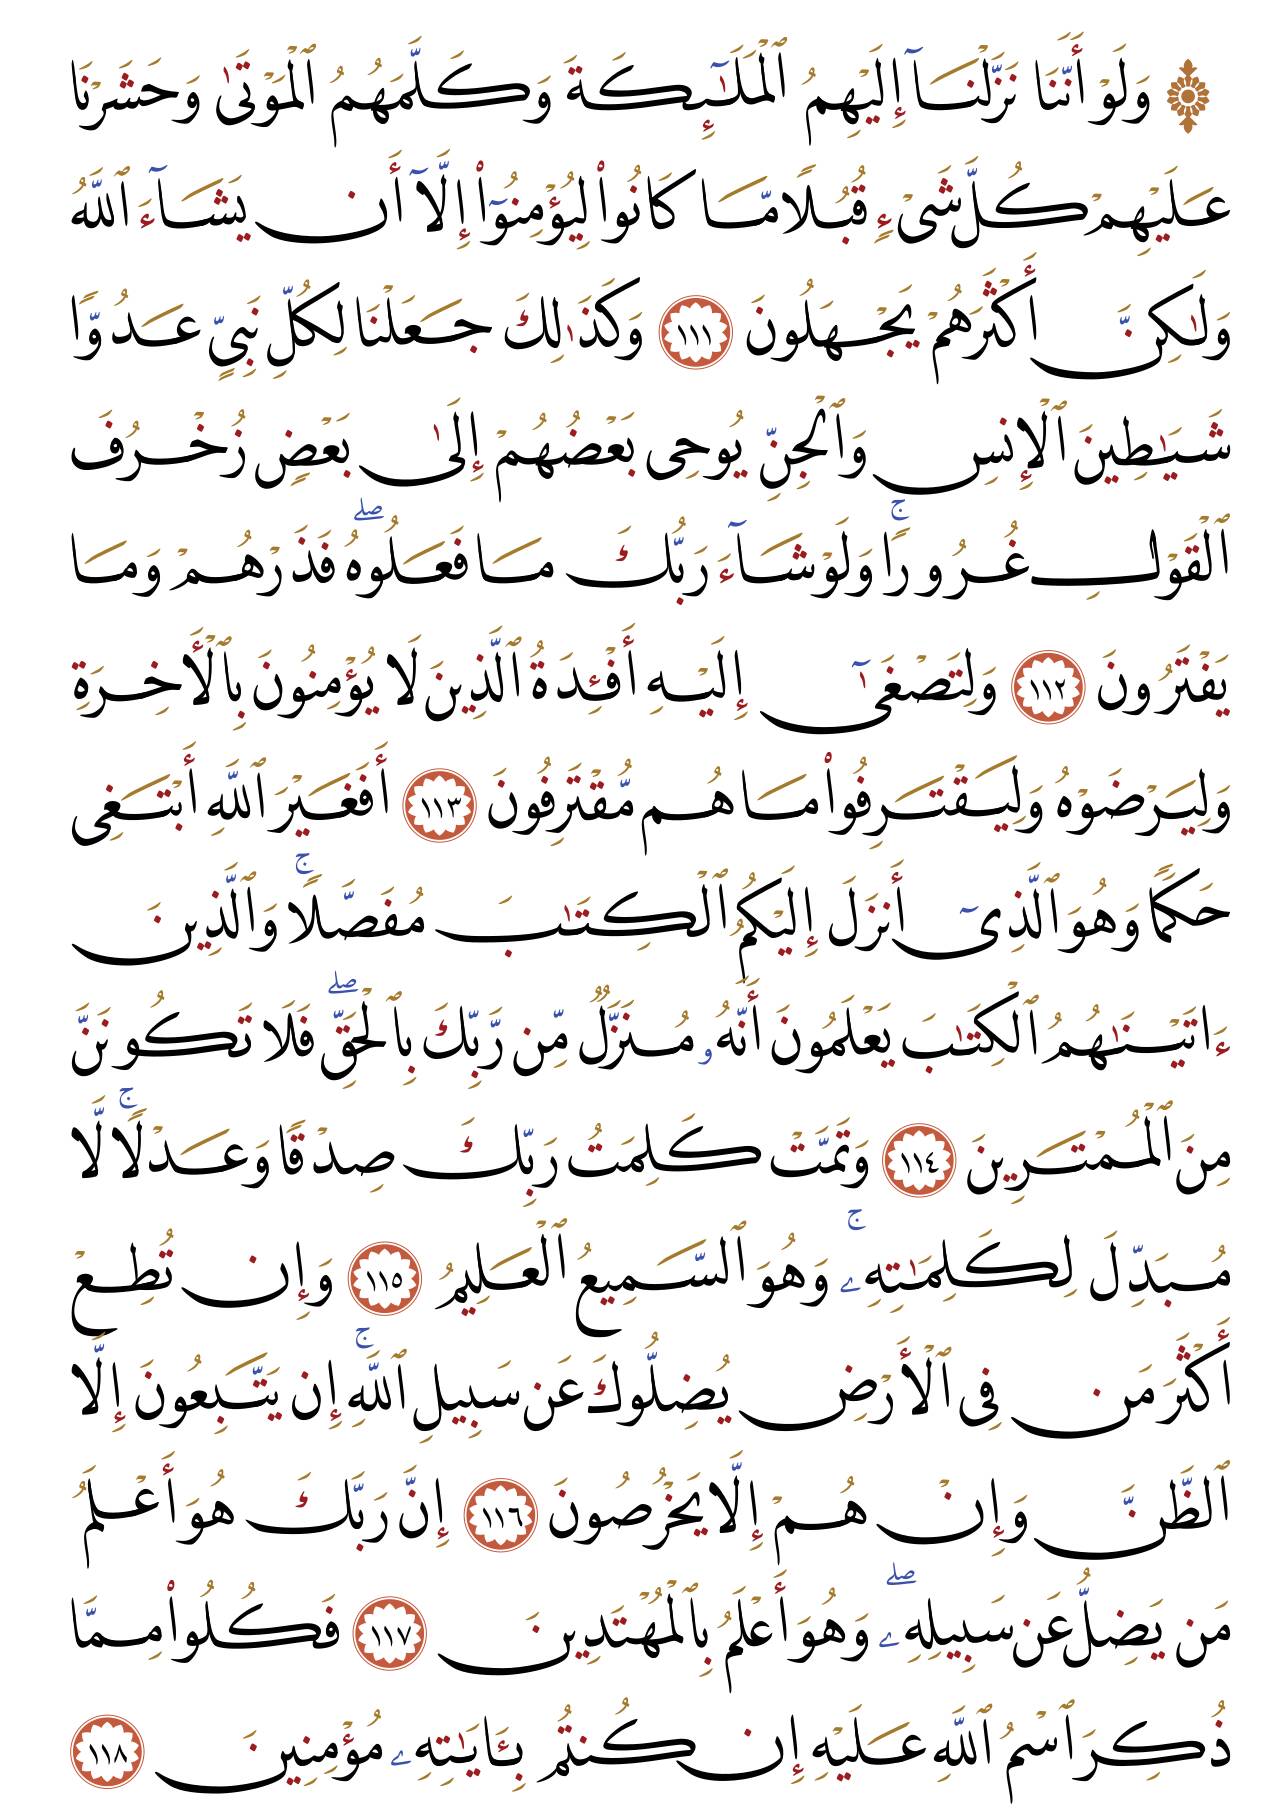 ۞ وَلَوْ أَنَّنَا نَزَّلْنَآ إِلَيْهِمُ ٱلْمَلَـٰٓئِكَةَ وَكَلَّمَهُمُ ٱلْمَوْتَىٰ وَحَشَرْنَا
عَلَيْهِمْ كُلَّ شَىْءٍ قُبُلًا مَّا كَانُوا۟ لِيُؤْمِنُوٓا۟ إِلَّآ أَن يَشَآءَ ٱللَّهُ
وَلَـٰكِنَّ أَكْثَرَهُمْ يَجْهَلُونَ ١١١ وَكَذَٰلِكَ جَعَلْنَا لِكُلِّ نَبِىٍّ عَدُوًّا
شَيَـٰطِينَ ٱلْإِنسِ وَٱلْجِنِّ يُوحِى بَعْضُهُمْ إِلَىٰ بَعْضٍ زُخْرُفَ
ٱلْقَوْلِ غُرُورًا ۚ وَلَوْ شَآءَ رَبُّكَ مَا فَعَلُوهُ ۖ فَذَرْهُمْ وَمَا
يَفْتَرُونَ ١١٢ وَلِتَصْغَىٰٓ إِلَيْهِ أَفْـِٔدَةُ ٱلَّذِينَ لَا يُؤْمِنُونَ بِٱلْـَٔاخِرَةِ
وَلِيَرْضَوْهُ وَلِيَقْتَرِفُوا۟ مَا هُم مُّقْتَرِفُونَ ١١٣ أَفَغَيْرَ ٱللَّهِ أَبْتَغِى
حَكَمًا وَهُوَ ٱلَّذِىٓ أَنزَلَ إِلَيْكُمُ ٱلْكِتَـٰبَ مُفَصَّلًا ۚ وَٱلَّذِينَ
ءَاتَيْنَـٰهُمُ ٱلْكِتَـٰبَ يَعْلَمُونَ أَنَّهُۥ مُنَزَّلٌ مِّن رَّبِّكَ بِٱلْحَقِّ ۖ فَلَا تَكُونَنَّ
مِنَ ٱلْمُمْتَرِينَ ١١٤ وَتَمَّتْ كَلِمَتُ رَبِّكَ صِدْقًا وَعَدْلًا ۚ لَّا
مُبَدِّلَ لِكَلِمَـٰتِهِۦ ۚ وَهُوَ ٱلسَّمِيعُ ٱلْعَلِيمُ ١١٥ وَإِن تُطِعْ
أَكْثَرَ مَن فِى ٱلْأَرْضِ يُضِلُّوكَ عَن سَبِيلِ ٱللَّهِ ۚ إِن يَتَّبِعُونَ إِلَّا
ٱلظَّنَّ وَإِنْ هُمْ إِلَّا يَخْرُصُونَ ١١٦ إِنَّ رَبَّكَ هُوَ أَعْلَمُ
مَن يَضِلُّ عَن سَبِيلِهِۦ ۖ وَهُوَ أَعْلَمُ بِٱلْمُهْتَدِينَ ١١٧ فَكُلُوا۟ مِمَّا
ذُكِرَ ٱسْمُ ٱللَّهِ عَلَيْهِ إِن كُنتُم بِـَٔايَـٰتِهِۦ مُؤْمِنِينَ ١١٨